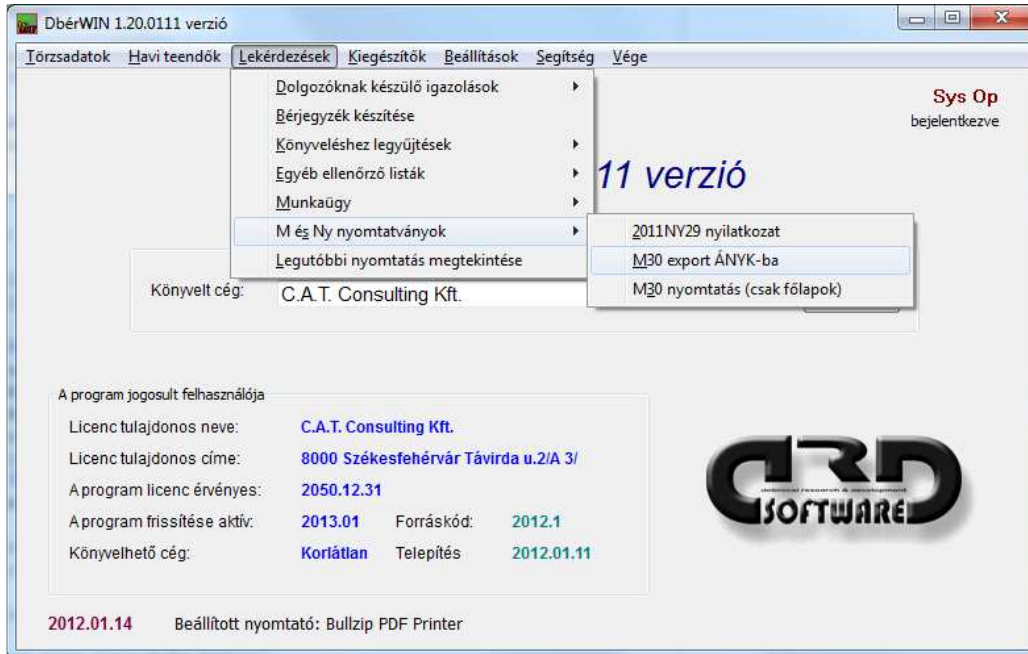 DbérWIN 1.20.0111 verzió
Törzsadatok Havi teendők Lekérdezések Kiegészítők Beállítások Segítség Vége
Dolgozóknak készülő igazolások
Bérjegyzék készítése
Könyveléshez legyűjtések
Egyéb ellenőrző listák
Munkaügy
M és Ny nyomtatványok
Legutóbbi nyomtatás megtekintése
2011NY29 nyilatkozat
M30 export ÁNYK-ba
M30 nyomtatás (csak főlapok)
Sys Op
bejelentkezve
11 verzió
Könyvelt cég: C.A.T. Consulting Kft.
A program jogosult felhasználója
Licenc tulajdonos neve: C.A.T. Consulting Kft.
Licenc tulajdonos címe: 8000 Székesfehérvár Távirda u.2/A 3/
A program licenc érvényes: 2050.12.31
A program frissítése aktív: 2013.01 Forráskód: 2012.1
Könyvelhető cég: Korlátlan Telepítés 2012.01.11
DRD
SOFTWARE
2012.01.14 Beállított nyomtató: Bullzip PDF Printer